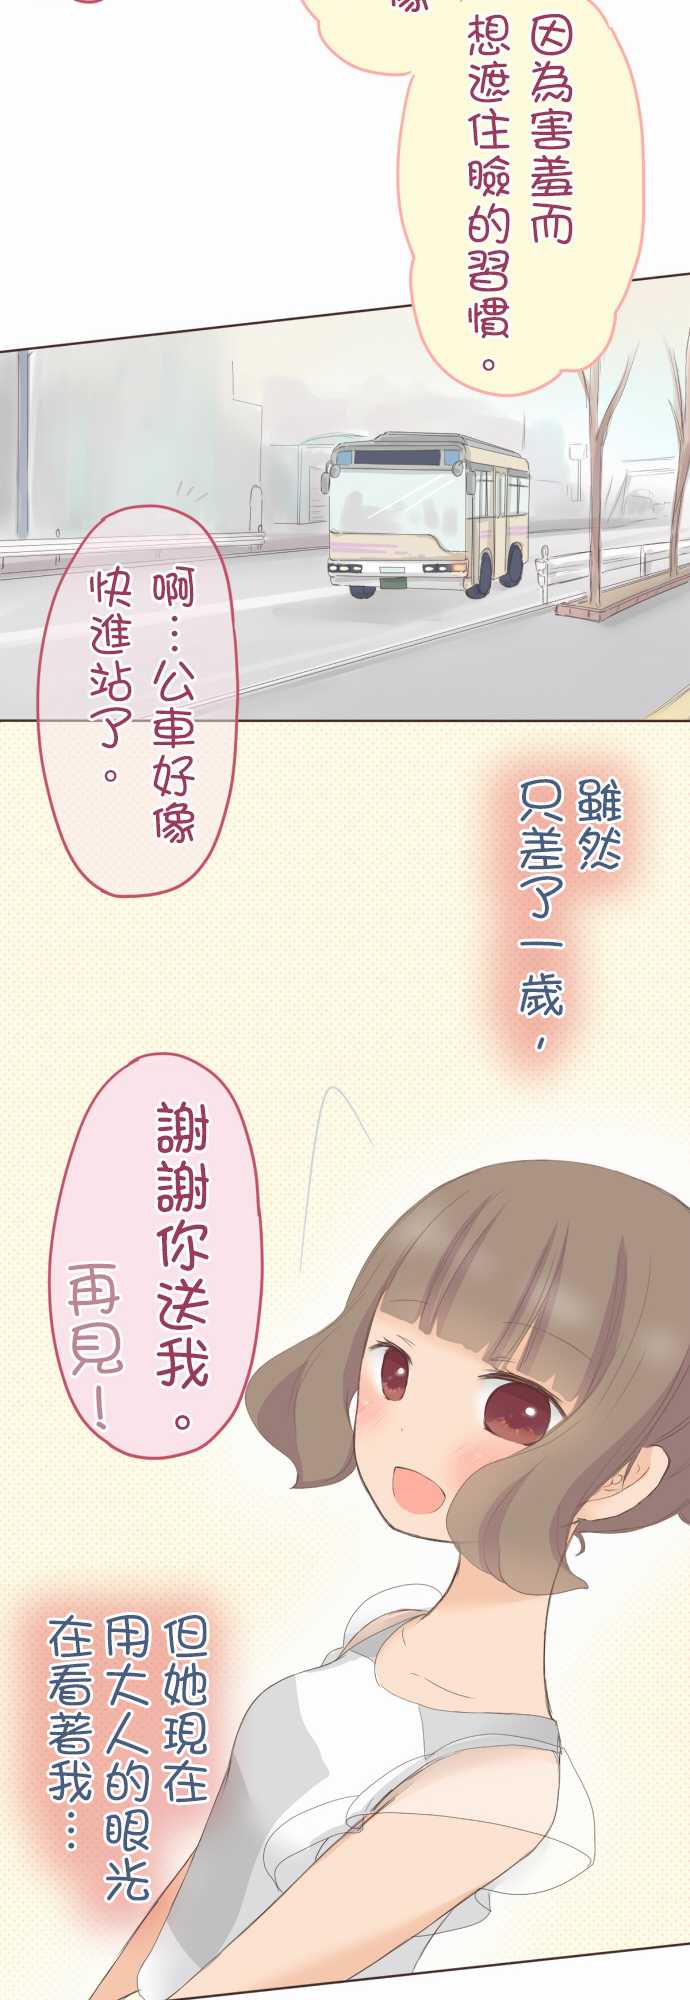 像
因為害羞而
想遮住臉的習慣。
啊…公車好像
快進站了。
雖然
只差了一歲，
謝謝你送我。
再見！
但她現在
用大人的眼光
在看著我…